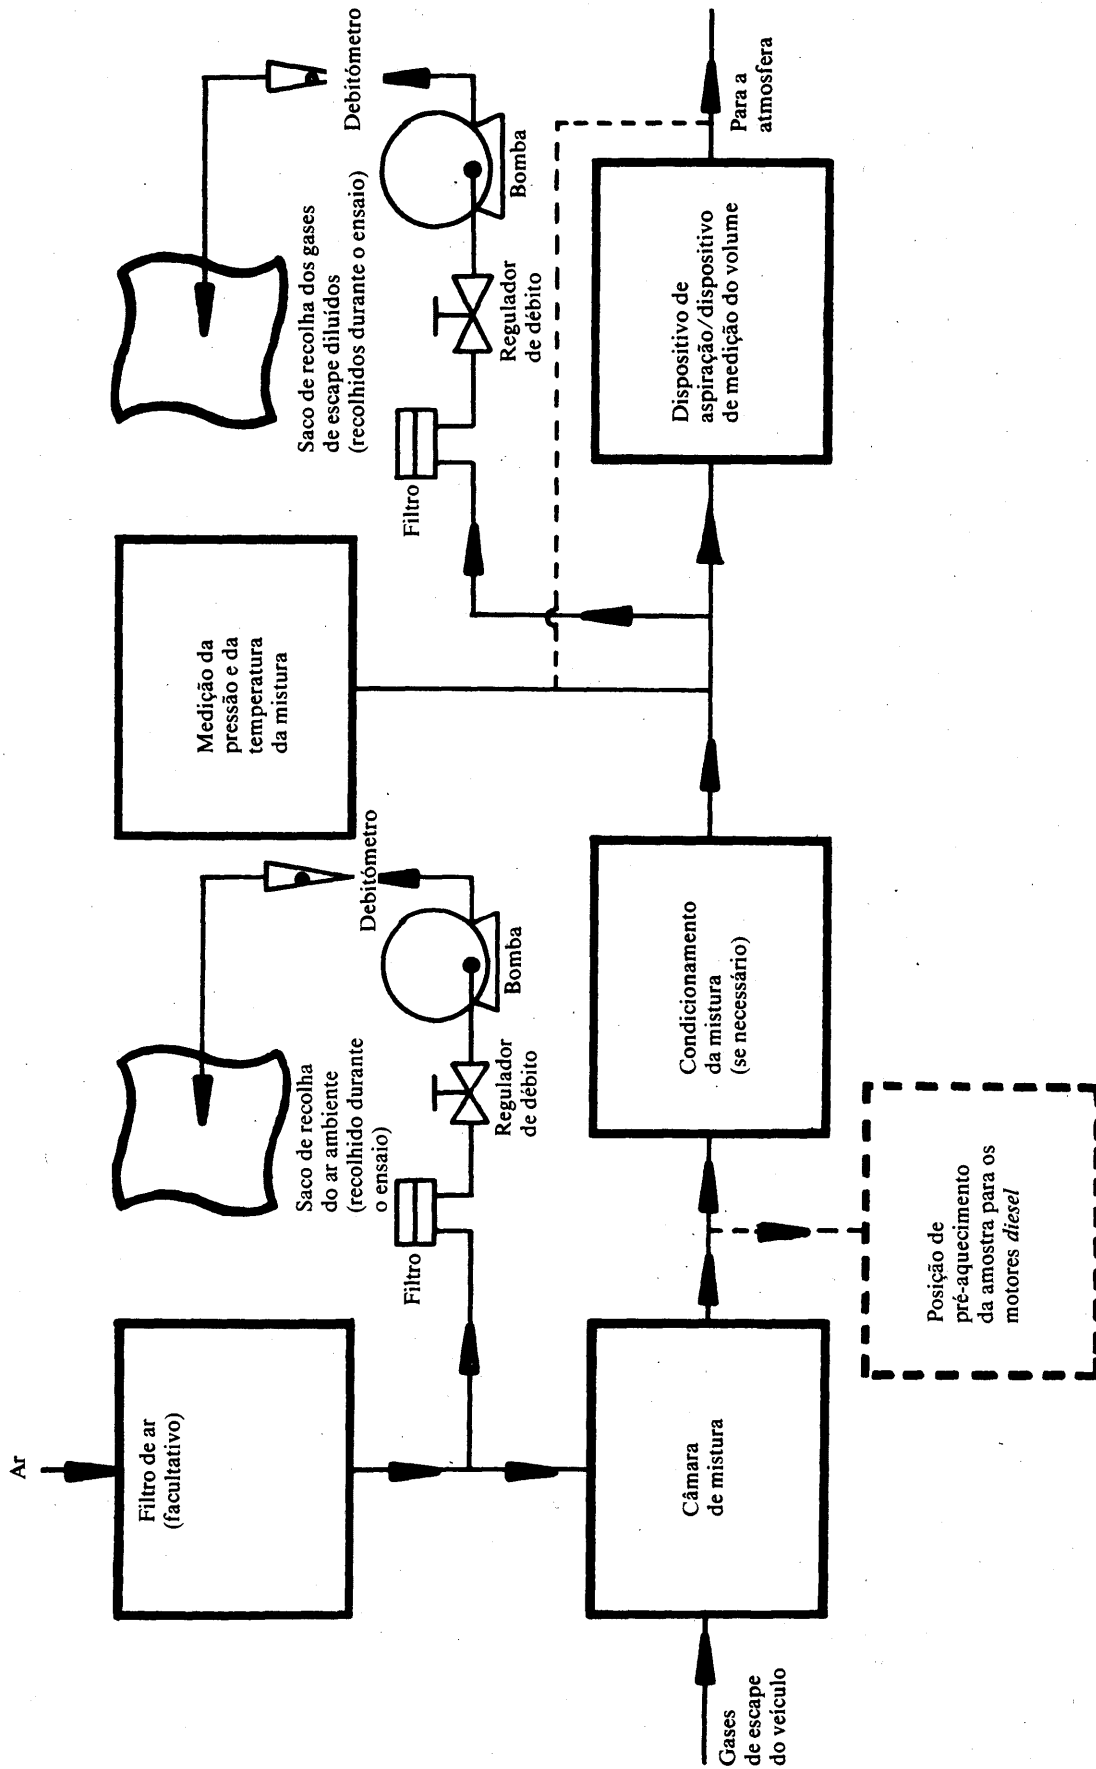 Ar
Filtro de ar
(facultativo)
Gases
de escape
do veículo
Câmara
de mistura
Filtro
Saco de recolha
do ar ambiente
(recolhido durante
o ensaio)
Regulador
de débito
Bomba
Debitómetro
Posição de
pré-aquecimento
da amostra para os
motores diesel
Condicionamento
da mistura
(se necessário)
Medição da
pressão e da
temperatura
da mistura
Filtro
Saco de recolha dos gases
de escape diluídos
(recolhidos durante o ensaio)
Regulador
de débito
Bomba
Debitómetro
Dispositivo de
aspiração/dispositivo
de medição do volume
Para a
atmosfera